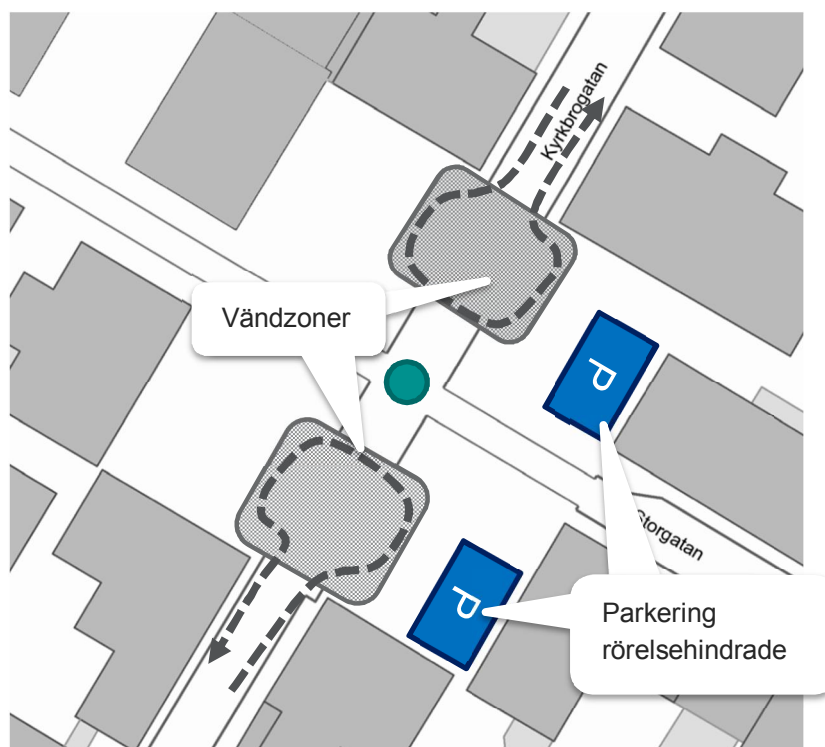 Kyrkbrogatan
Vändzoner
P
Storgatan
P
Parkering
rörelsehindrade